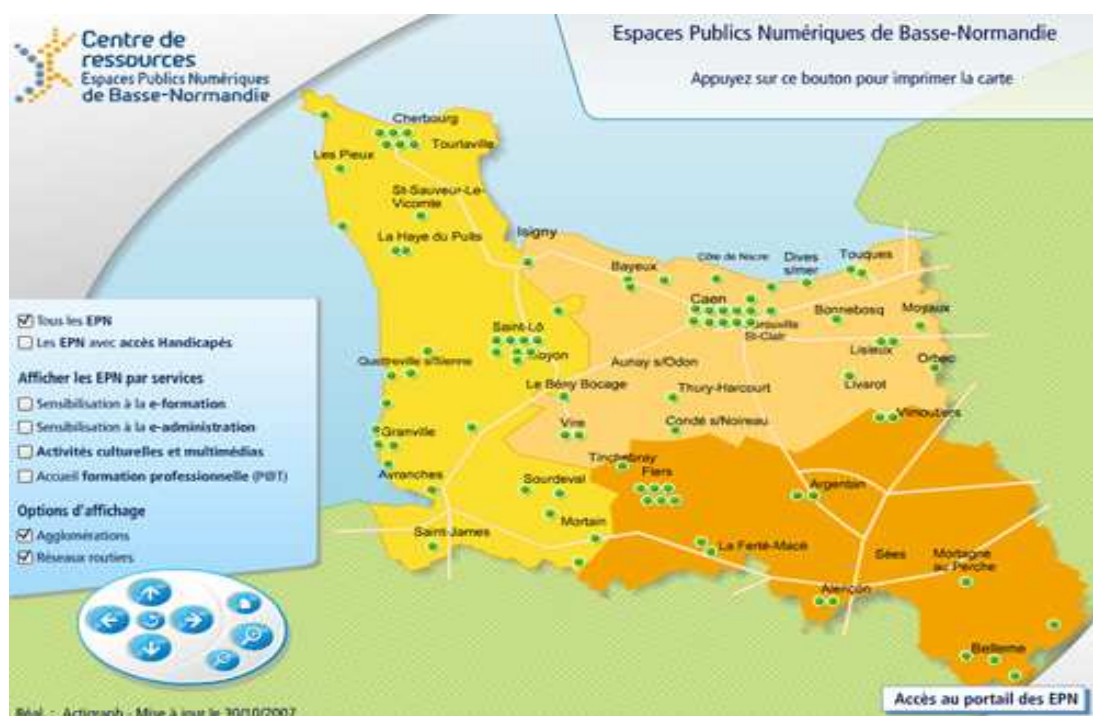 Centre de
ressources
Espaces Publics Numériques
de Basse-Normandie
Espaces Publics Numériques de Basse-Normandie
Appuyez sur ce bouton pour imprimer la carte
Cherbourg
Tourlaville
Les Pieux
St-Sauveur-Le-
Vicomte
La Haye du Puits
Isigny
Bayeux
Côte de Nacre
Dives
s/mer
Touques
Caen
St-Clair
Bonnebosq
Moyaux
Saint-Lô
Lisieux
Orbec
Quettreville s/Sienne
Aunay s/Odon
Le Bény Bocage
Thury-Harcourt
Livarot
Vire
Condé s/Noireau
Vimoutiers
Granville
Tinchebray
Flers
Avranches
Sourdeval
Argentan
Mortain
Saint-James
La Ferté-Macé
Sées
Mortagne
au Perche
Alençon
Belleme
Tous les EPN
Les EPN avec accès Handicapés
Afficher les EPN par services
Sensibilisation à la e-formation
Sensibilisation à la e-administration
Activités culturelles et multimédias
Accueil formation professionelle (P@T)
Options d'affichage
Agglomérations
Réseaux routiers
Accès au portail des EPN
Réal. : Actigraph - Mise à jour le 30/10/2007